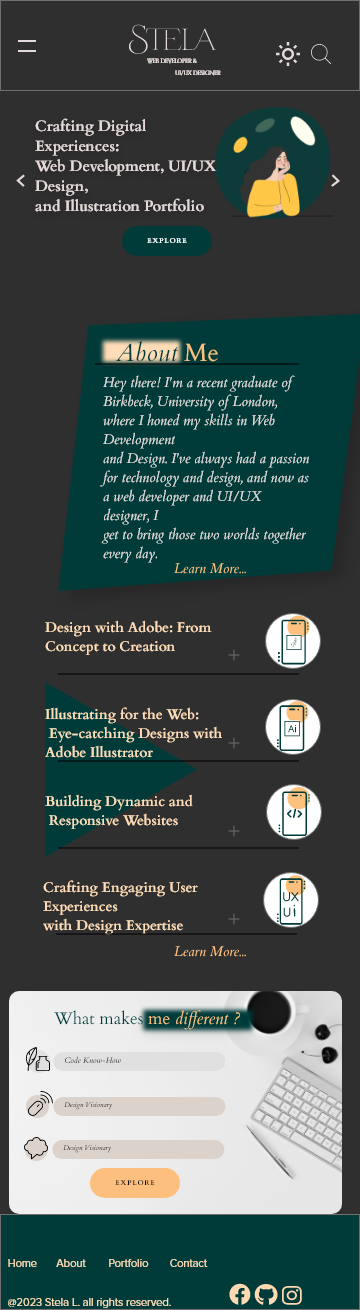 STELA
WEB DEVELOPER &
UI/UX DESIGNER
Crafting Digital
Experiences:
Web Development, UI/UX
Design,
and Illustration Portfolio
EXPLORE
About Me
Hey there! I'm a recent graduate of
Birkbeck, University of London,
where I honed my skills in Web
Development
and Design. I've always had a passion
for technology and design, and now as
a web developer and UI/UX
designer, I
get to bring those two worlds together
every day.
Learn More...
Design with Adobe: From
Concept to Creation
Illustrating for the Web:
Eye-catching Designs with
Adobe Illustrator
Ai
Building Dynamic and
Responsive Websites
</>
Crafting Engaging User
Experiences
with Design Expertise
UX
Ui
Learn More...
What makes me different ?
Code Know-How
Design Visionary
Design Visionary
EXPLORE
Home About Portfolio Contact
@2023 Stela L. all rights reserved.